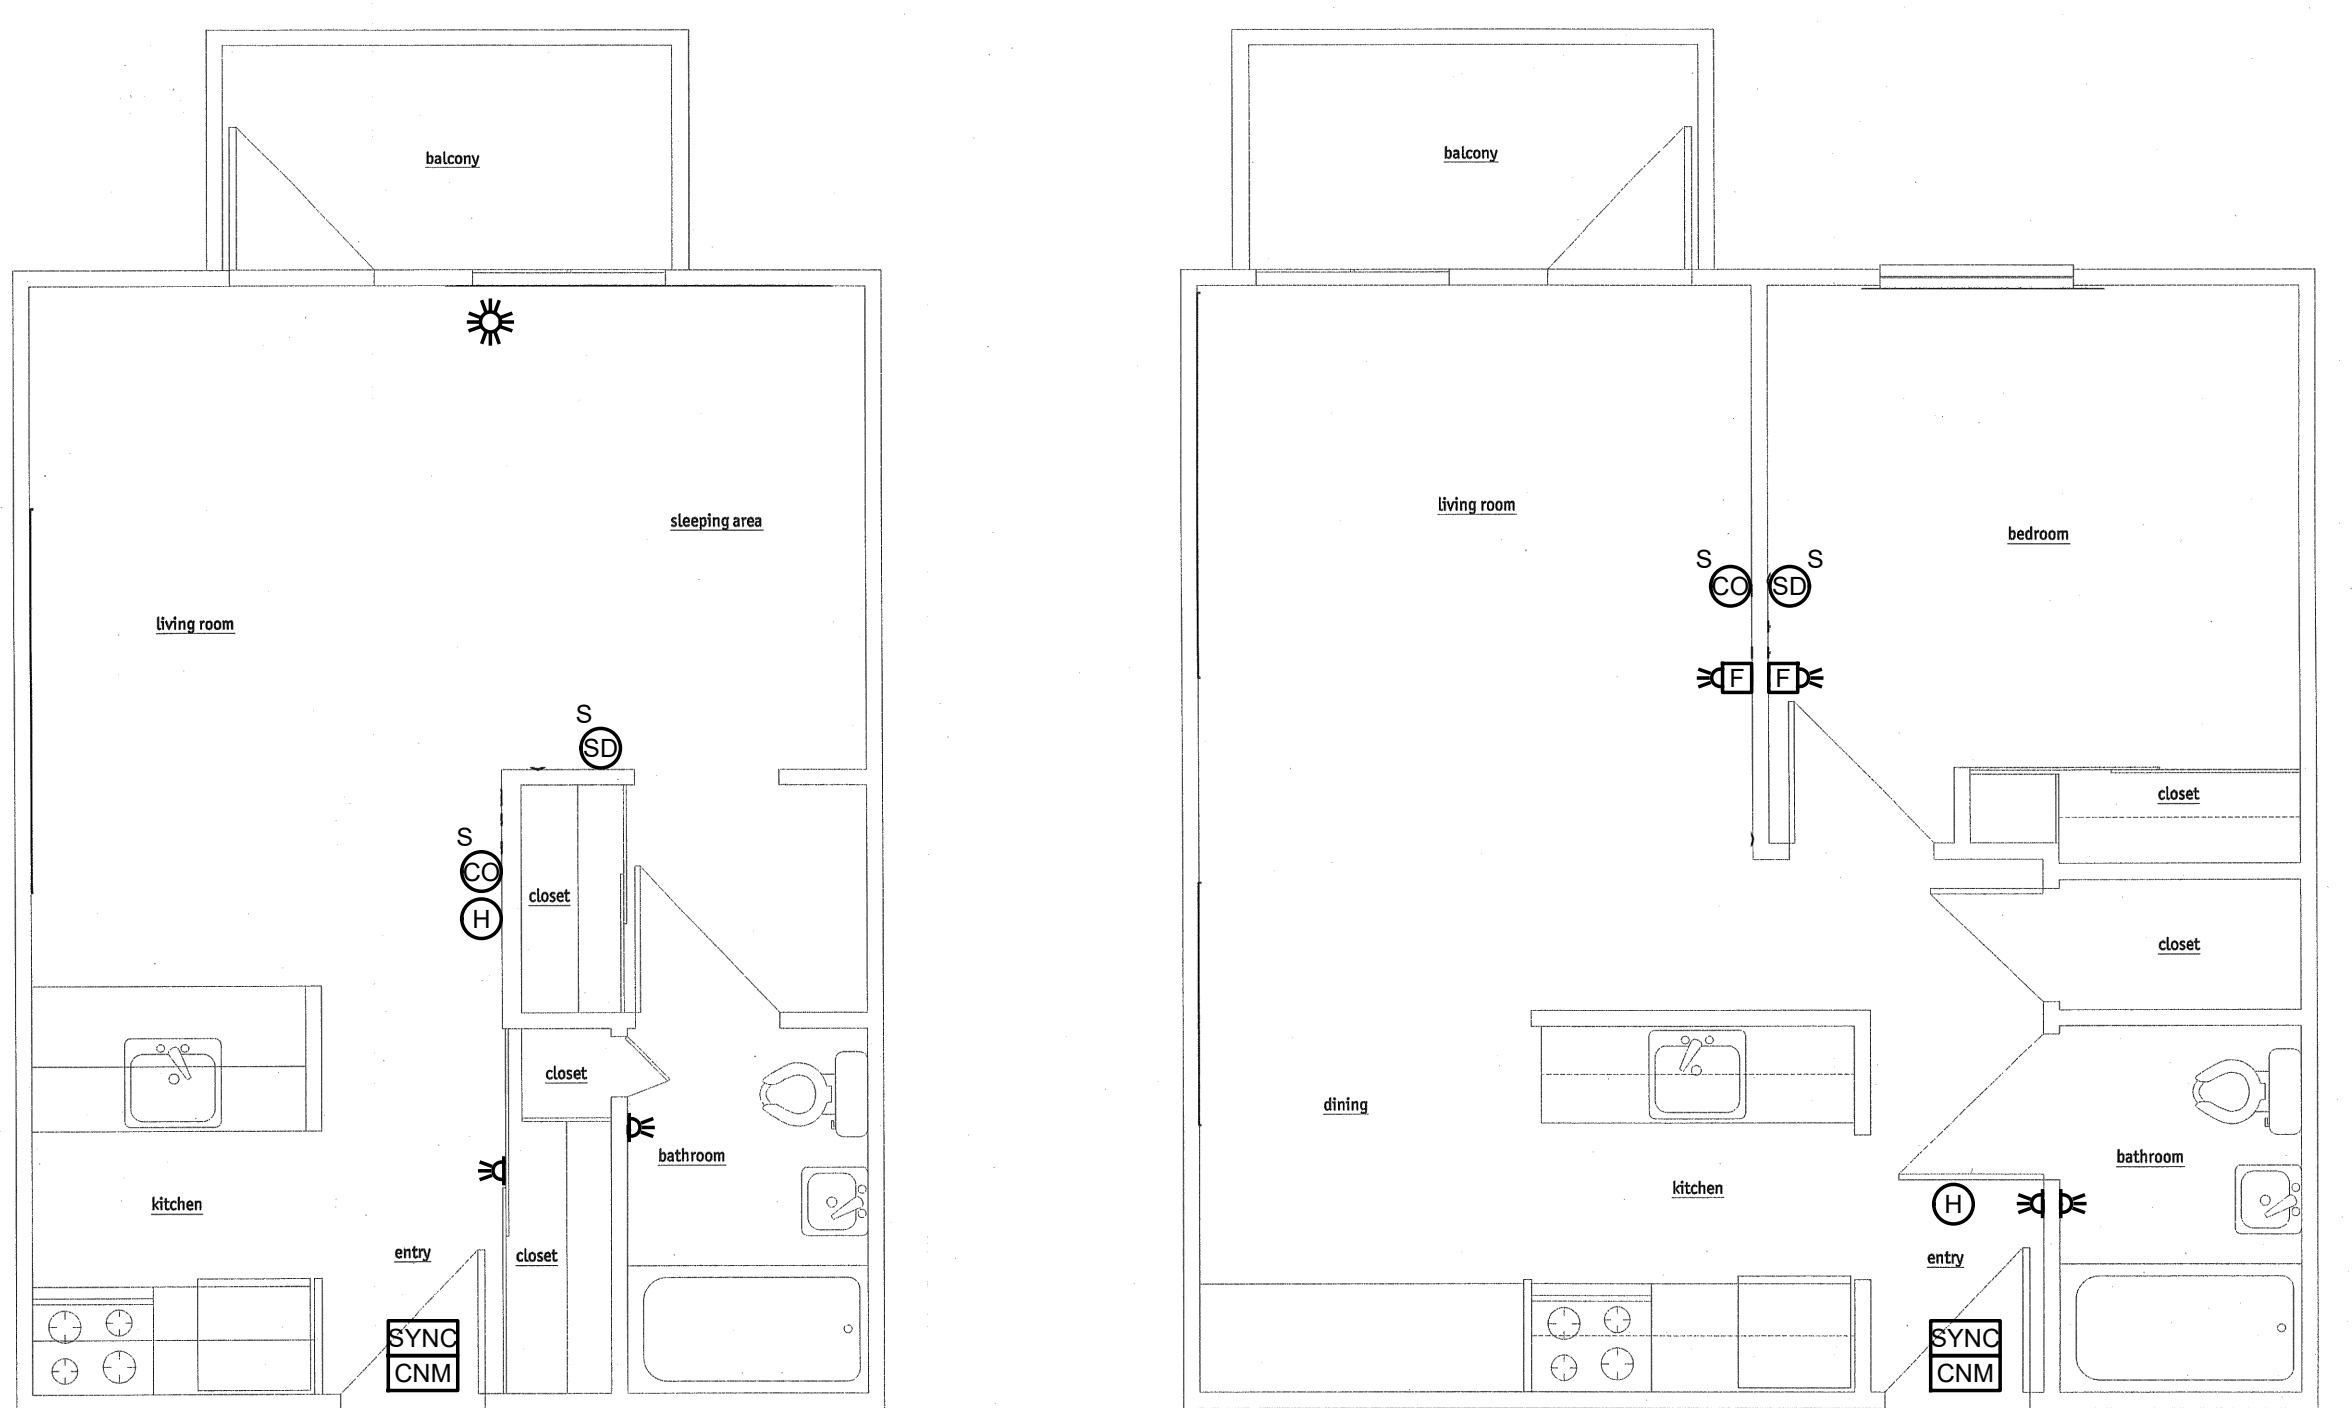 balcony
sleeping area
living room
S
SD
S
CO
H
closet
closet
bathroom
kitchen
entry
closet
SYNC
CNM
balcony
living room
bedroom
S
CO
SD
S
F
F
closet
closet
dining
bathroom
kitchen
H
entry
SYNC
CNM